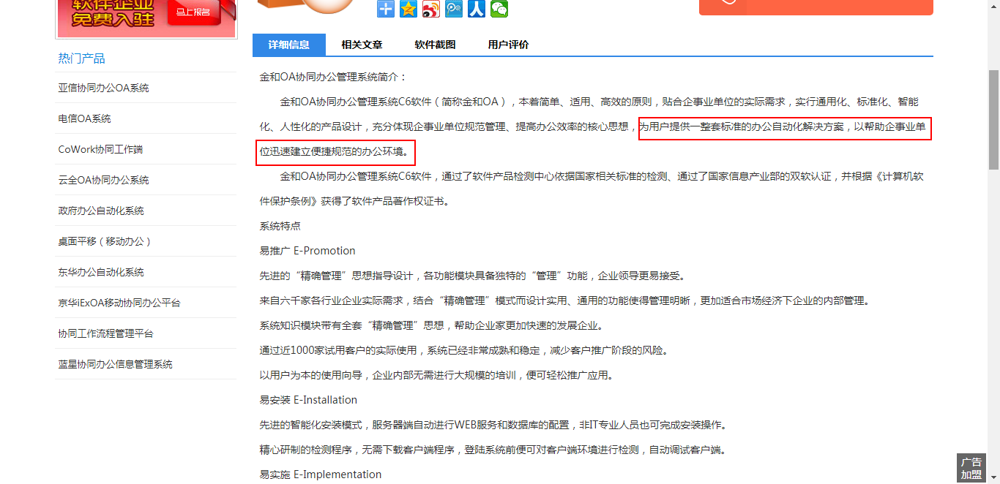 软件企业
免费入驻
马上报名
热门产品
亚信协同办公OA系统
电信OA系统
CoWork协同工作端
云全OA协同办公系统
政府办公自动化系统
桌面平移（移动办公）
东华办公自动化系统
京华iExOA移动协同办公平台
协同工作流程管理平台
蓝星协同办公信息管理系统
详细信息 相关文章 软件截图 用户评价
金和OA协同办公管理系统简介：
金和OA协同办公管理系统C6软件（简称金和OA），本着简单、适用、高效的原则，贴合企事业单位的实际需求，实行通用化、标准化、智能
化、人性化的产品设计，充分体现企事业单位规范管理、提高办公效率的核心思想，为用户提供一整套标准的办公自动化解决方案，以帮助企事业单
位迅速建立便捷规范的办公环境。
金和OA协同办公管理系统C6软件，通过了软件产品检测中心依据国家相关标准的检测、通过了国家信息产业部的双软认证，并根据《计算机软
件保护条例》获得了软件产品著作权证书。
系统特点
易推广 E-Promotion
先进的“精确管理”思想指导设计，各功能模块具备独特的“管理”功能，企业领导更易接受。
来自六千家各行业企业实际需求，结合“精确管理”模式而设计实用、通用的功能使得管理明晰，更加适合市场经济下企业的内部管理。
系统知识模块带有全套“精确管理”思想，帮助企业家更加快速的发展企业。
通过近1000家试用客户的实际使用，系统已经非常成熟和稳定，减少客户推广阶段的风险。
以用户为本的使用向导，企业内部无需进行大规模的培训，便可轻松推广应用。
易安装 E-Installation
先进的智能化安装模式，服务器端自动进行WEB服务和数据库的配置，非IT专业人员也可完成安装操作。
精心研制的检测程序，无需下载客户端程序，登陆系统前便可对客户端环境进行检测，自动调试客户端。
易实施 E-Implementation
广告
加盟